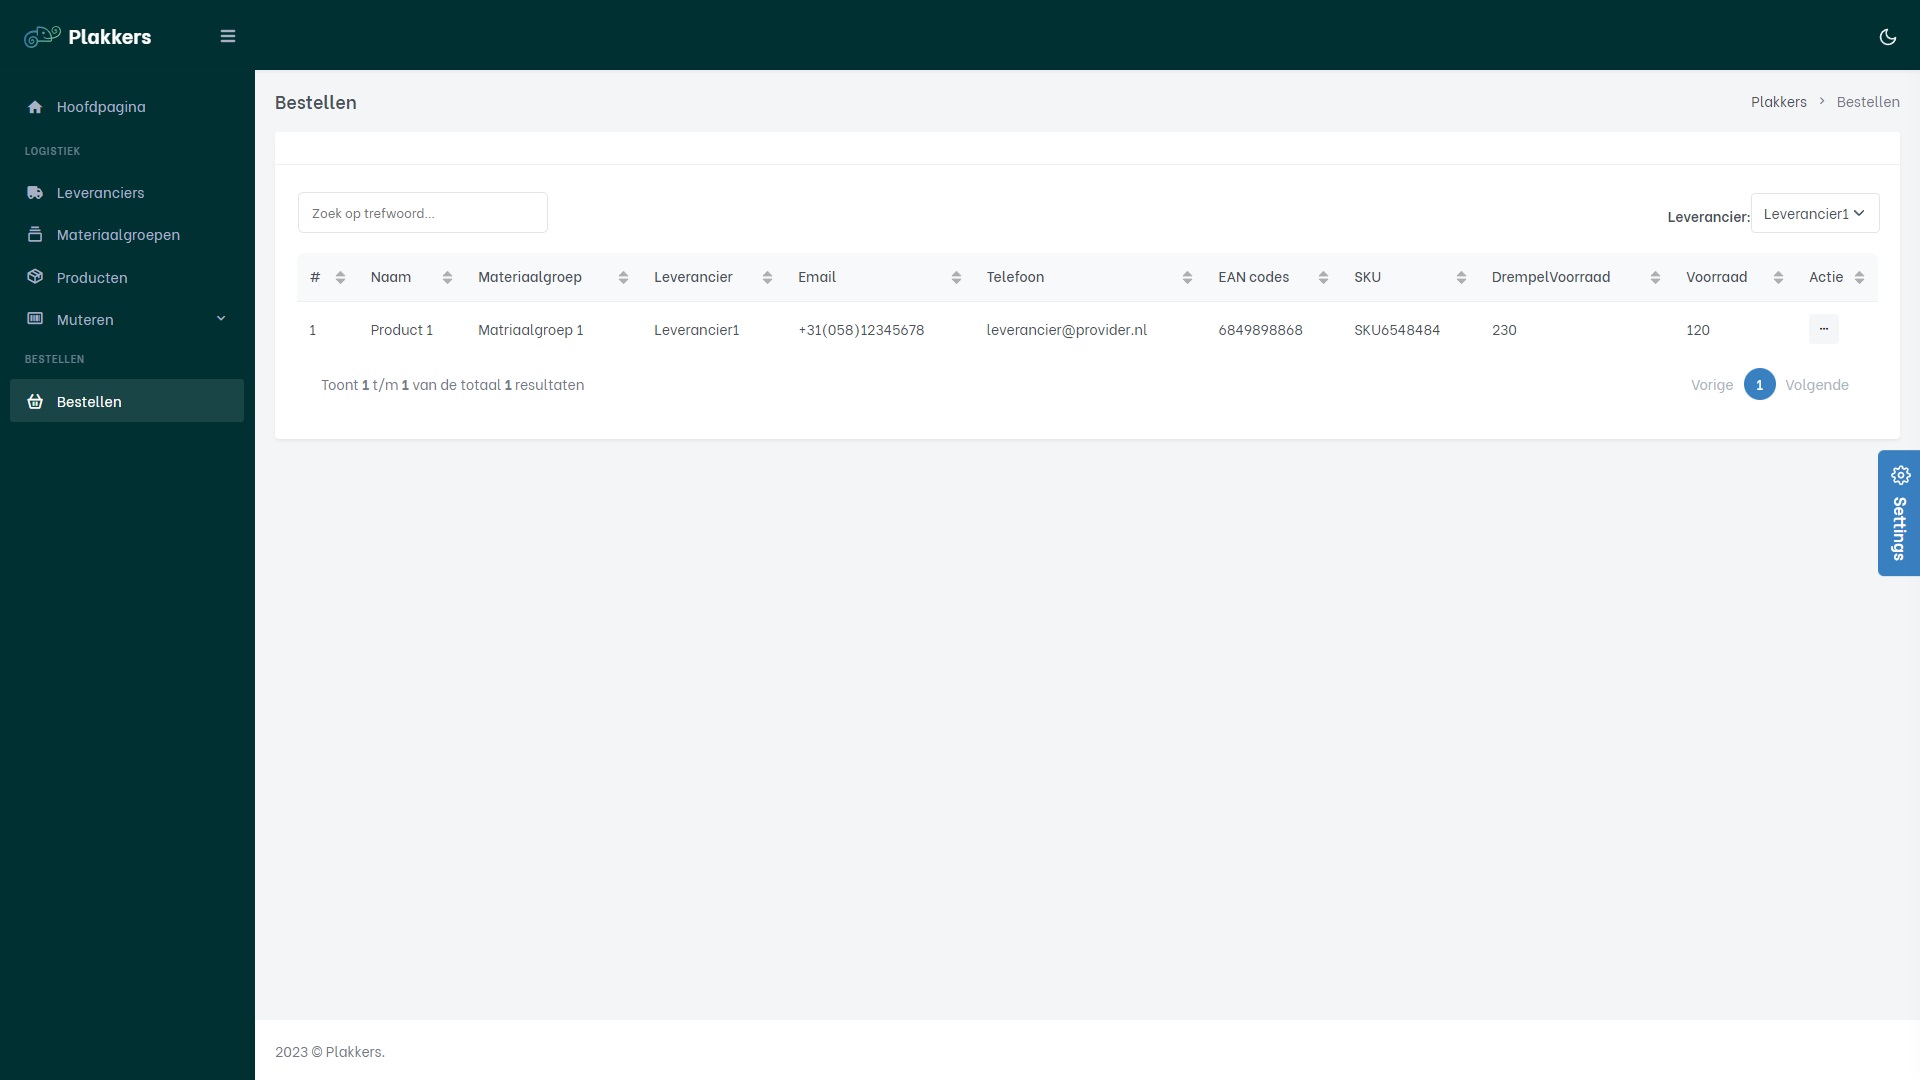 Plakkers
Hoofdpagina
LOGISTIEK
Leveranciers
Materiaalgroepen
Producten
Muteren
BESTELLEN
Bestellen
Bestellen
Plakkers > Bestellen
Zoek op trefwoord...
Leverancier: Leverancier1
# Naam Materiaalgroep Leverancier Email Telefoon EAN codes SKU DrempelVoorraad Voorraad Actie
1 Product 1 Matriaalgroep 1 Leverancier1 +31(058)12345678 leverancier@provider.nl 6849898868 SKU6548484 230 120 ...
Toont 1 t/m 1 van de totaal 1 resultaten
Vorige 1 Volgende
Settings
2023 © Plakkers.